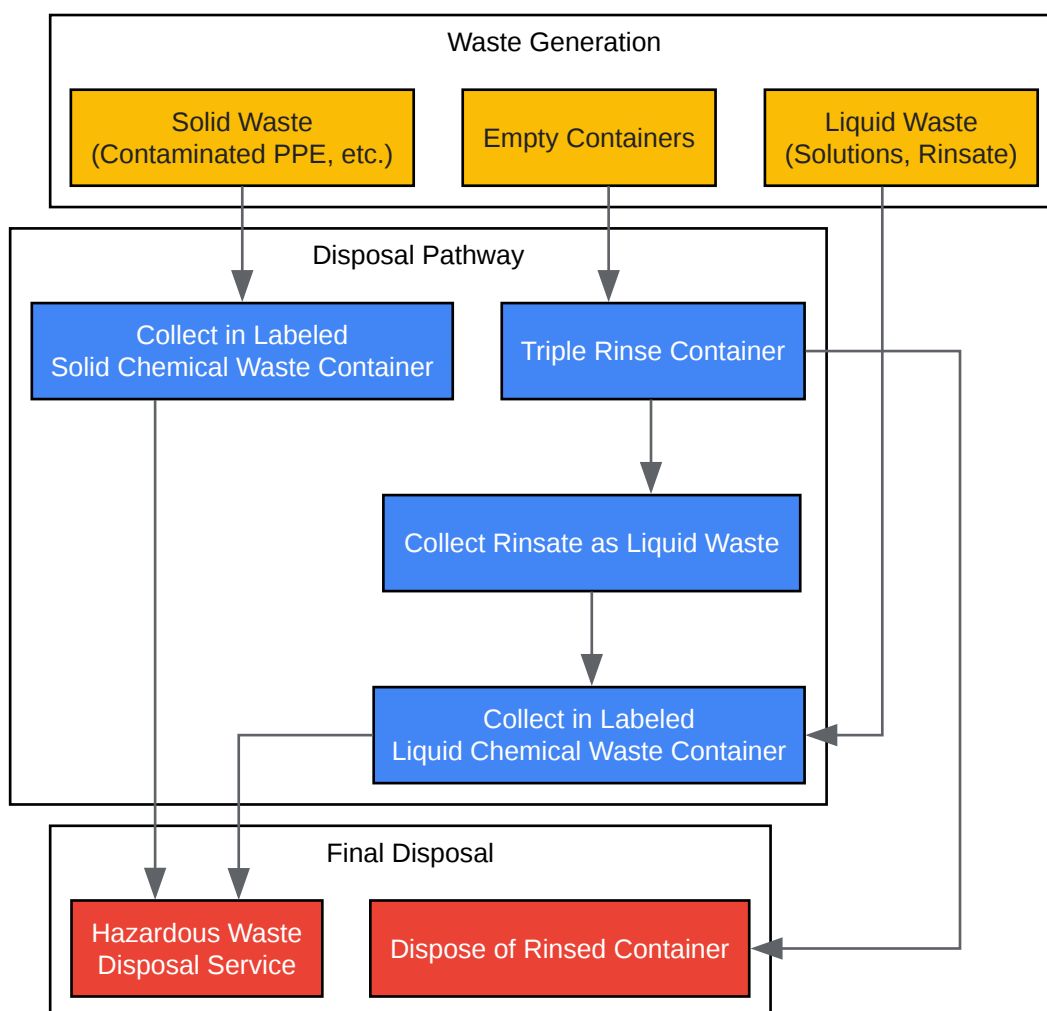 Waste Generation
Solid Waste
(Contaminated PPE, etc.)
Empty Containers
Liquid Waste
(Solutions, Rinsate)
Disposal Pathway
Collect in Labeled
Solid Chemical Waste Container
Triple Rinse Container
Collect Rinsate as Liquid Waste
Collect in Labeled
Liquid Chemical Waste Container
Final Disposal
Hazardous Waste
Disposal Service
Dispose of Rinsed Container